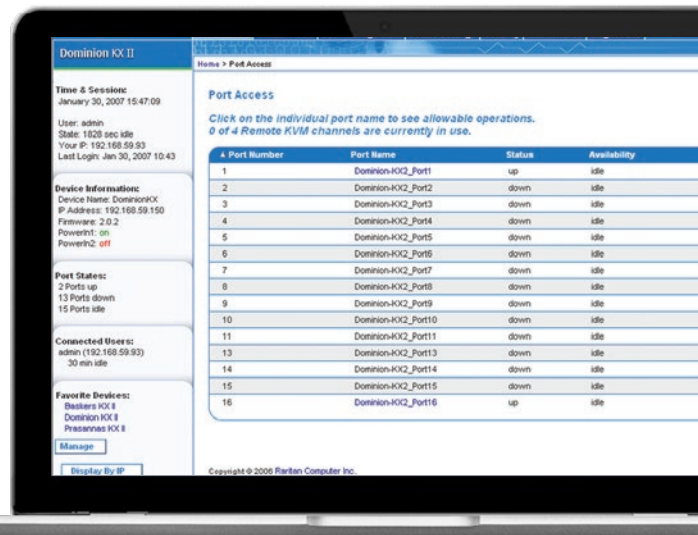 Dominion KX II
Time & Session:
January 30, 2007 15:47:09
User: admin
State: 1828 sec idle
Your IP: 192.168.59.93
Last Login: Jan 30, 2007 10:43
Device Information:
Device Name: DominionKX
IP Address: 192.168.59.150
Firmware: 2.0.2
PowerIn1: on
PowerIn2: off
Port States:
2 Ports up
13 Ports down
15 Ports idle
Connected Users:
admin (192.168.59.93)
30 min idle
Favorite Devices:
Baskers KX II
Dominion KX II
Prasannas KX II
Manage
Display By IP
Home > Port Access
Port Access
Click on the individual port name to see allowable operations.
0 of 4 Remote KVM channels are currently in use.
Port Number Port Name Status Availability
1 Dominion-KX2_Port1 up idle
2 Dominion-KX2_Port2 down idle
3 Dominion-KX2_Port3 down idle
4 Dominion-KX2_Port4 down idle
5 Dominion-KX2_Port5 down idle
6 Dominion-KX2_Port6 down idle
7 Dominion-KX2_Port7 down idle
8 Dominion-KX2_Port8 down idle
9 Dominion-KX2_Port9 down idle
10 Dominion-KX2_Port10 down idle
11 Dominion-KX2_Port11 down idle
13 Dominion-KX2_Port13 down idle
14 Dominion-KX2_Port14 down idle
15 Dominion-KX2_Port15 down idle
16 Dominion-KX2_Port16 up idle
Copyright © 2006 Raritan Computer Inc.